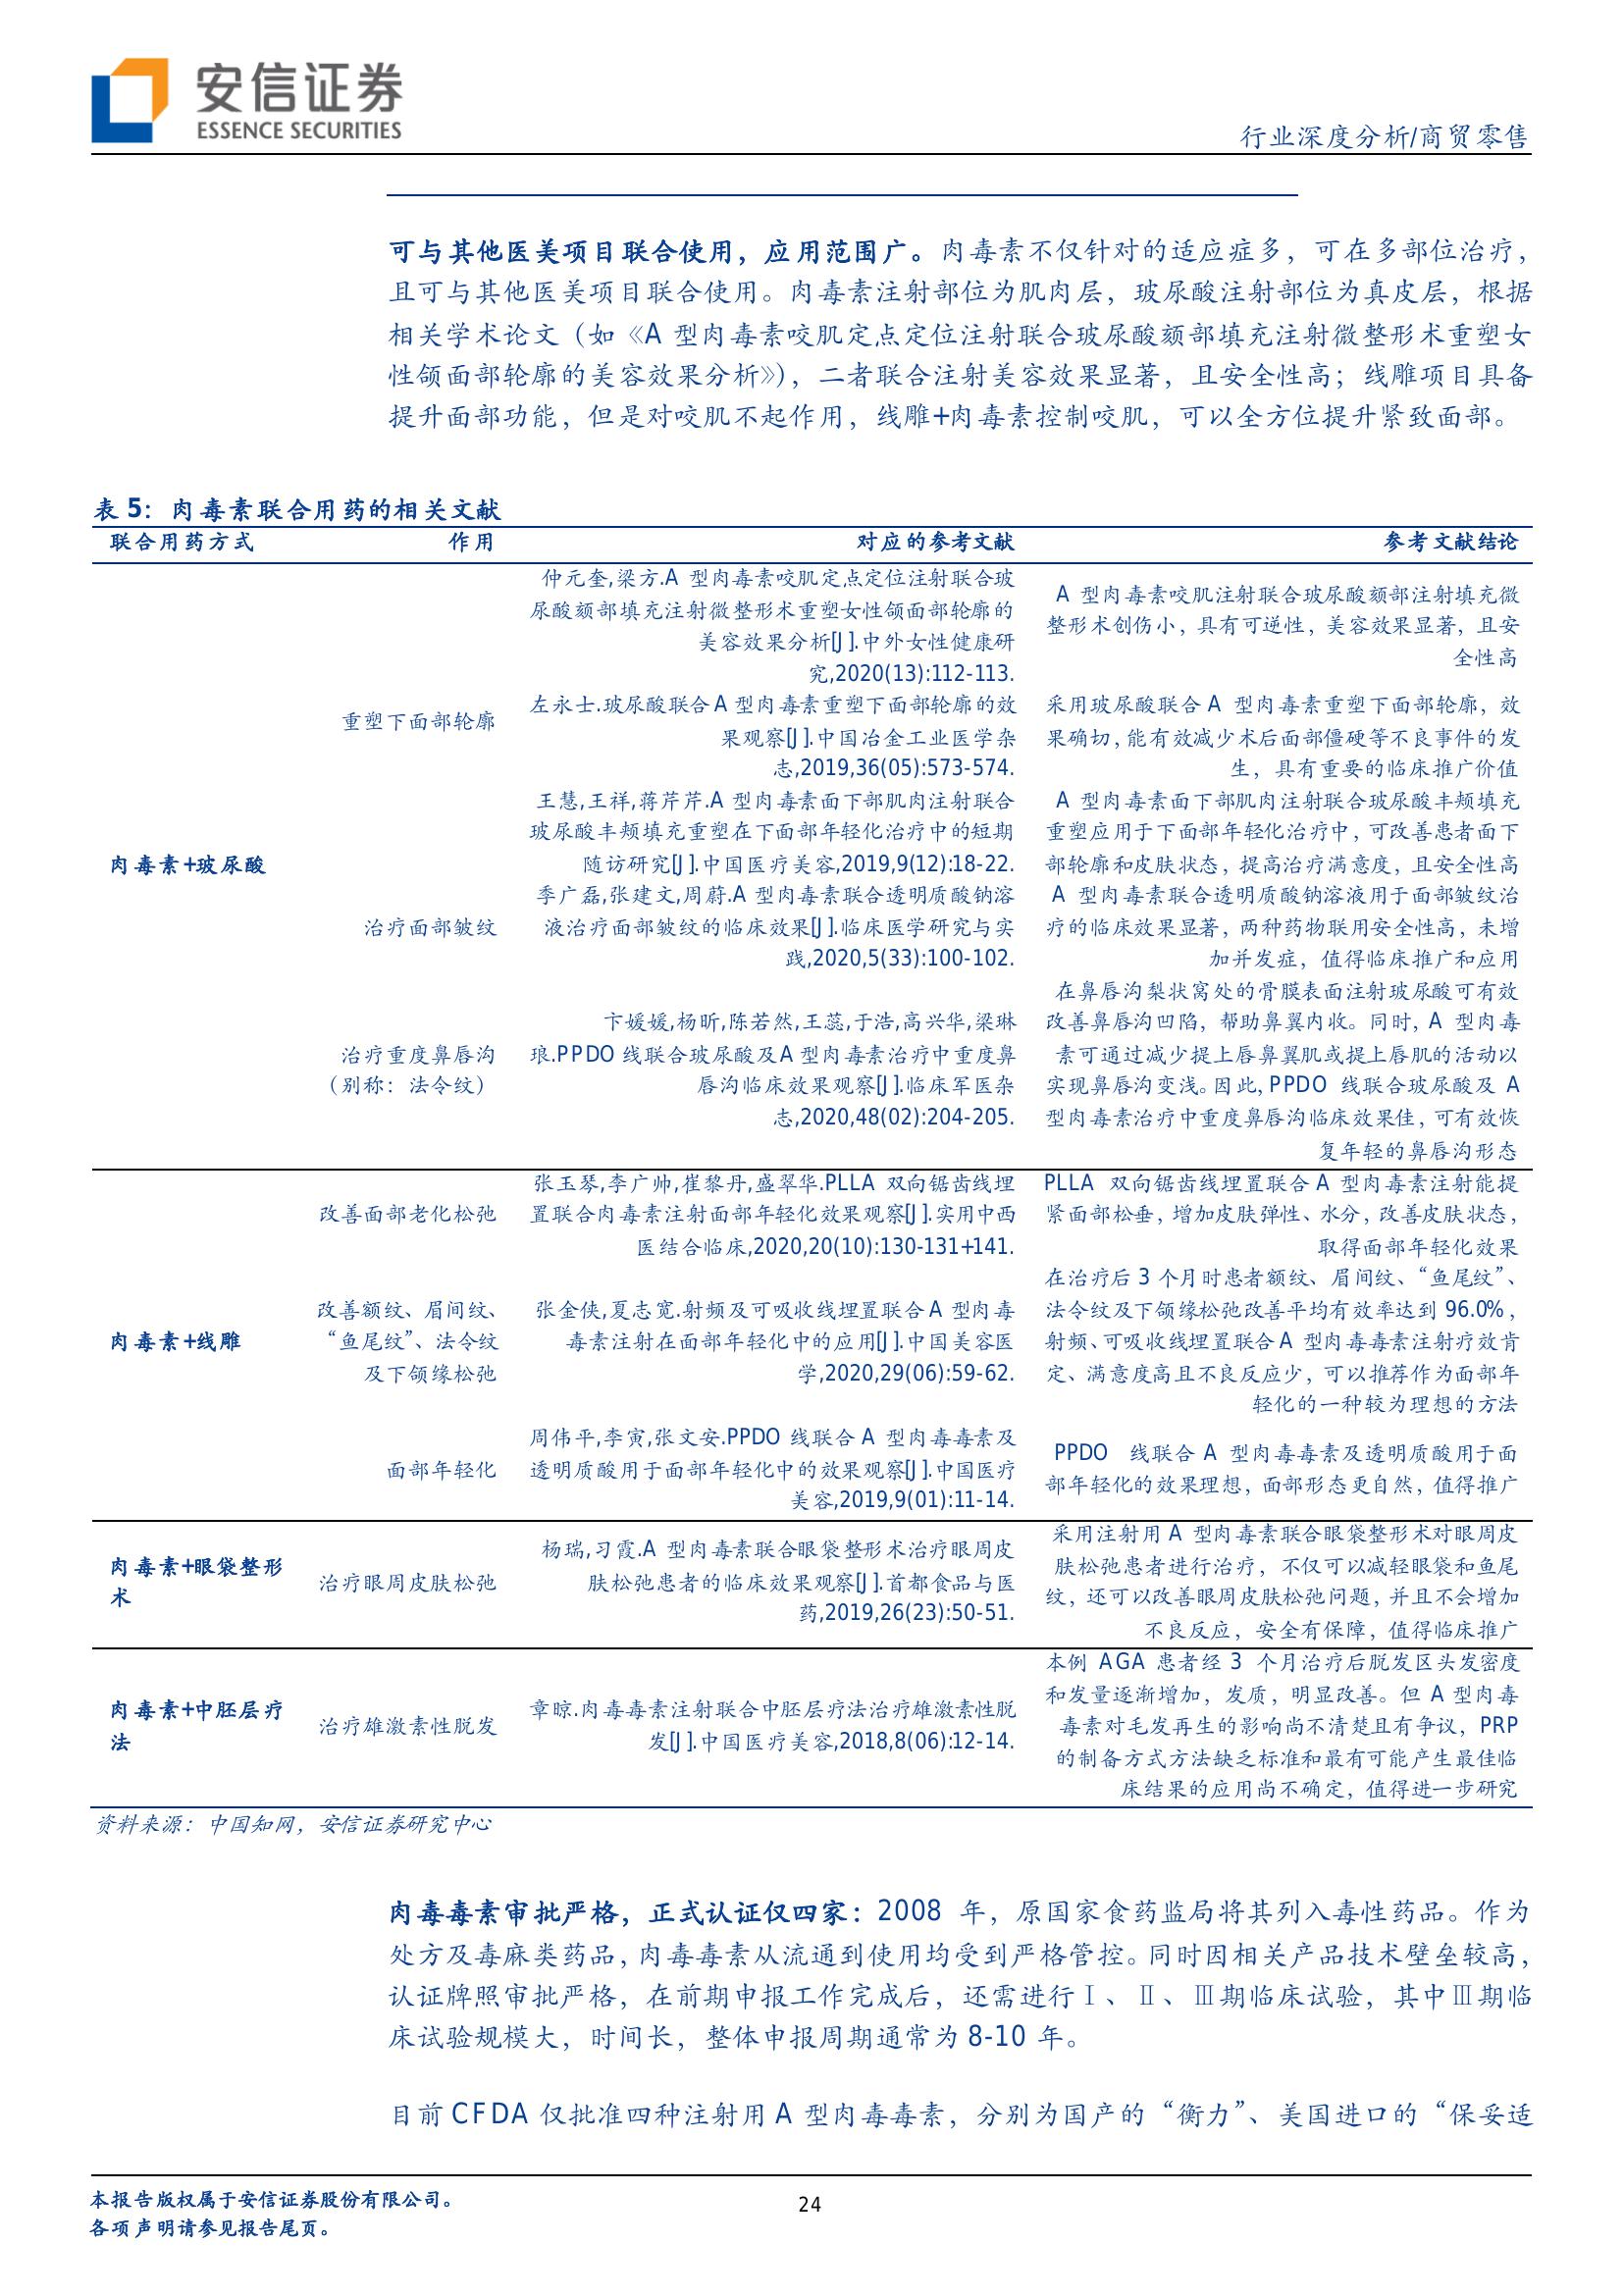 安信证券
ESSENCE SECURITIES
行业深度分析/商贸零售
可与其他医美项目联合使用，应用范围广。肉毒素不仅针对的适应症多，可在多部位治疗，
且可与其他医美项目联合使用。肉毒素注射部位为肌肉层，玻尿酸注射部位为真皮层，根据
相关学术论文（如《A 型肉毒素咬肌定点定位注射联合玻尿酸颏部填充注射微整形术重塑女
性颌面部轮廓的美容效果分析》），二者联合注射美容效果显著，且安全性高；线雕项目具备
提升面部功能，但是对咬肌不起作用，线雕+肉毒素控制咬肌，可以全方位提升紧致面部。
表 5：肉毒素联合用药的相关文献
联合用药方式 作用 对应的参考文献 参考文献结论
肉毒素+玻尿酸
重塑下面部轮廓
仲元奎,梁方.A 型肉毒素咬肌定点定位注射联合玻
尿酸颏部填充注射微整形术重塑女性颌面部轮廓的
美容效果分析[J].中外女性健康研
究,2020(13):112-113.
A 型肉毒素咬肌注射联合玻尿酸颏部注射填充微
整形术创伤小，具有可逆性，美容效果显著，且安
全性高
左永士.玻尿酸联合 A 型肉毒素重塑下面部轮廓的效
果观察[J].中国冶金工业医学杂
志,2019,36(05):573-574.
采用玻尿酸联合 A 型肉毒素重塑下面部轮廓，效
果确切，能有效减少术后面部僵硬等不良事件的发
生，具有重要的临床推广价值
王慧,王祥,蒋芹芹.A 型肉毒素面下部肌肉注射联合
玻尿酸丰颊填充重塑在下面部年轻化治疗中的短期
随访研究[J].中国医疗美容,2019,9(12):18-22.
A 型肉毒素面下部肌肉注射联合玻尿酸丰颊填充
重塑应用于下面部年轻化治疗中，可改善患者面下
部轮廓和皮肤状态，提高治疗满意度，且安全性高
治疗面部皱纹
季广磊,张建文,周蔚.A 型肉毒素联合透明质酸钠溶
液治疗面部皱纹的临床效果[J].临床医学研究与实
践,2020,5(33):100-102.
A 型肉毒素联合透明质酸钠溶液用于面部皱纹治
疗的临床效果显著，两种药物联用安全性高，未增
加并发症，值得临床推广和应用
治疗重度鼻唇沟
（别称：法令纹）
卞媛媛,杨昕,陈若然,王蕊,于浩,高兴华,梁琳
琅.PPDO 线联合玻尿酸及 A 型肉毒素治疗中重度鼻
唇沟临床效果观察[J].临床军医杂
志,2020,48(02):204-205.
在鼻唇沟梨状窝处的骨膜表面注射玻尿酸可有效
改善鼻唇沟凹陷，帮助鼻翼内收。同时，A 型肉毒
素可通过减少提上唇鼻翼肌或提上唇肌的活动以
实现鼻唇沟变浅。因此，PPDO 线联合玻尿酸及 A
型肉毒素治疗中重度鼻唇沟临床效果佳，可有效恢
复年轻的鼻唇沟形态
肉毒素+线雕
改善面部老化松弛
张玉琴,李广帅,崔黎丹,盛翠华.PLLA 双向锯齿线埋
置联合肉毒素注射面部年轻化效果观察[J].实用中西
医结合临床,2020,20(10):130-131+141.
PLLA 双向锯齿线埋置联合 A 型肉毒素注射能提
紧面部松垂，增加皮肤弹性、水分，改善皮肤状态，
取得面部年轻化效果
改善额纹、眉间纹、
“鱼尾纹”、法令纹
及下颌缘松弛
张金侠,夏志宽.射频及可吸收线埋置联合 A 型肉毒
毒素注射在面部年轻化中的应用[J].中国美容医
学,2020,29(06):59-62.
在治疗后 3 个月时患者额纹、眉间纹、“鱼尾纹”、
法令纹及下颌缘松弛改善平均有效率达到 96.0%，
射频、可吸收线埋置联合 A 型肉毒毒素注射疗效肯
定、满意度高且不良反应少，可以推荐作为面部年
轻化的一种较为理想的方法
面部年轻化
周伟平,李寅,张文安.PPDO 线联合 A 型肉毒毒素及
透明质酸用于面部年轻化中的效果观察[J].中国医疗
美容,2019,9(01):11-14.
PPDO 线联合 A 型肉毒毒素及透明质酸用于面
部年轻化的效果理想，面部形态更自然，值得推广
肉毒素+眼袋整形
术
治疗眼周皮肤松弛
杨瑞,习霞.A 型肉毒素联合眼袋整形术治疗眼周皮
肤松弛患者的临床效果观察[J].首都食品与医
药,2019,26(23):50-51.
采用注射用 A 型肉毒素联合眼袋整形术对眼周皮
肤松弛患者进行治疗，不仅可以减轻眼袋和鱼尾
纹，还可以改善眼周皮肤松弛问题，并且不会增加
不良反应，安全有保障，值得临床推广
肉毒素+中胚层疗
法
治疗雄激素性脱发
章晾.肉毒毒素注射联合中胚层疗法治疗雄激素性脱
发[J].中国医疗美容,2018,8(06):12-14.
本例 AGA 患者经 3 个月治疗后脱发区头发密度
和发量逐渐增加，发质，明显改善。但 A 型肉毒
毒素对毛发再生的影响尚不清楚且有争议，PRP
的制备方式方法缺乏标准和最有可能产生最佳临
床结果的应用尚不确定，值得进一步研究
资料来源：中国知网，安信证券研究中心
肉毒毒素审批严格，正式认证仅四家：2008 年，原国家食药监局将其列入毒性药品。作为
处方及毒麻类药品，肉毒毒素从流通到使用均受到严格管控。同时因相关产品技术壁垒较高，
认证牌照审批严格，在前期申报工作完成后，还需进行Ⅰ、Ⅱ、Ⅲ期临床试验，其中Ⅲ期临
床试验规模大，时间长，整体申报周期通常为 8-10 年。
目前 CFDA 仅批准四种注射用 A 型肉毒毒素，分别为国产的“衡力”、美国进口的“保妥适
本报告版权属于安信证券股份有限公司。
各项声明请参见报告尾页。
24